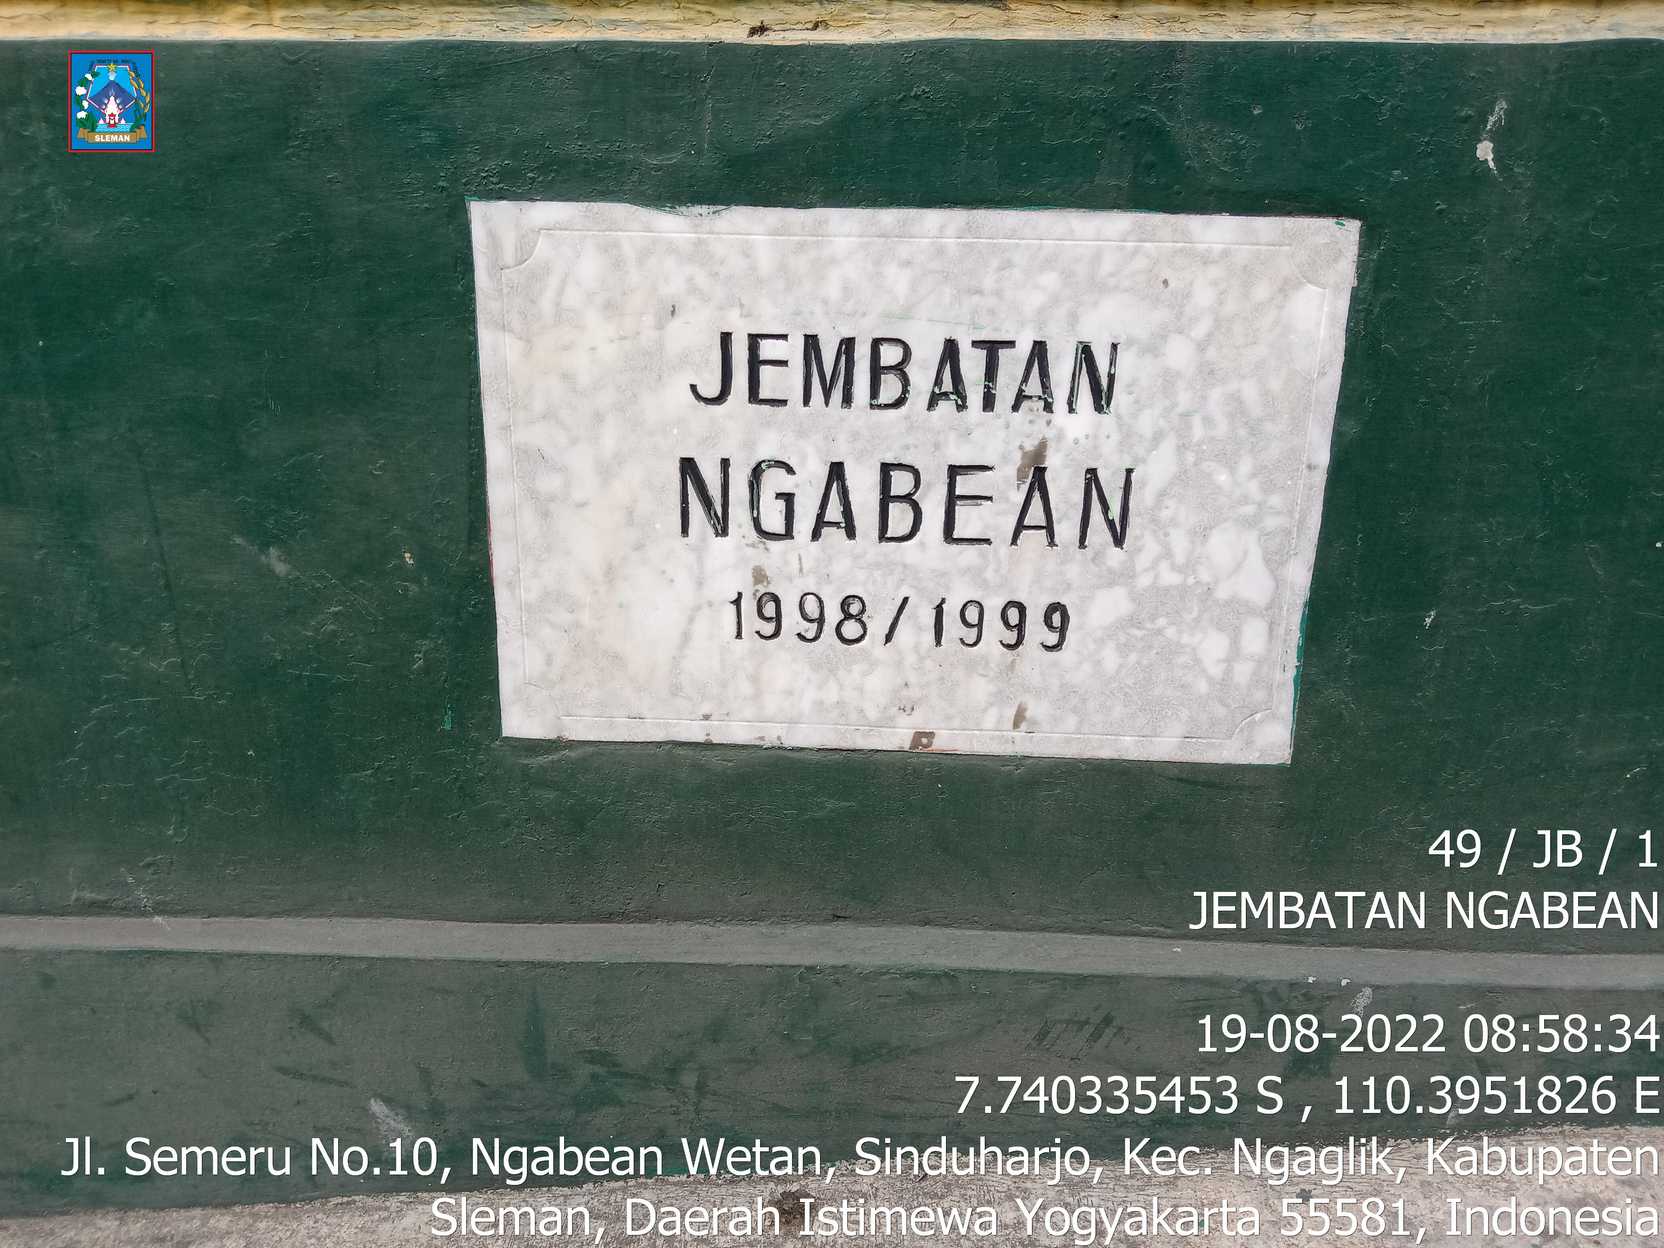 SLEMAN
JEMBATAN
NGABEAN
1998/1999
49 / JB / 1
JEMBATAN NGABEAN
19-08-2022 08:58:34
7.740335453 S , 110.3951826 E
Jl. Semeru No.10, Ngabean Wetan, Sinduharjo, Kec. Ngaglik, Kabupaten
Sleman, Daerah Istimewa Yogyakarta 55581, Indonesia